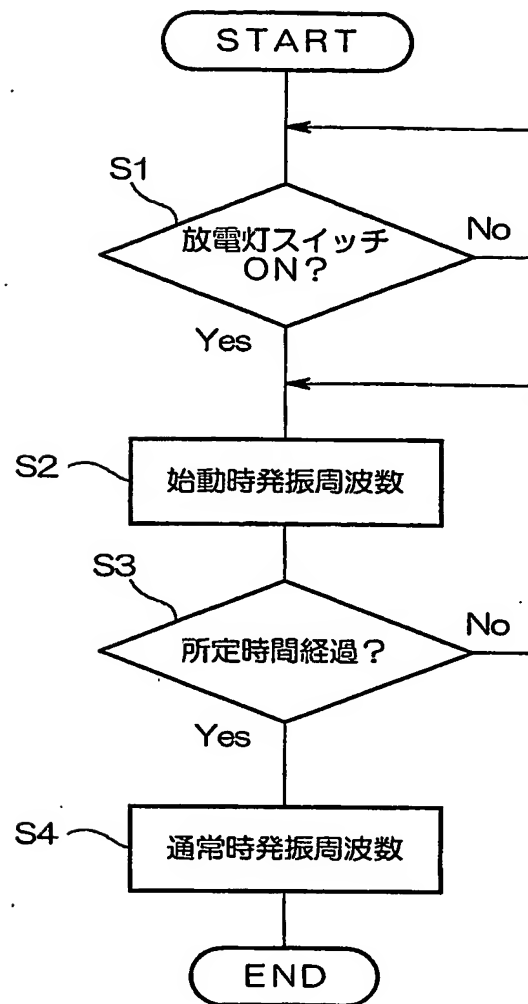 START
S1
放電灯スイッチ
ON?
No
Yes
S2
始動時発振周波数
S3
所定時間経過?
No
Yes
S4
通常時発振周波数
END